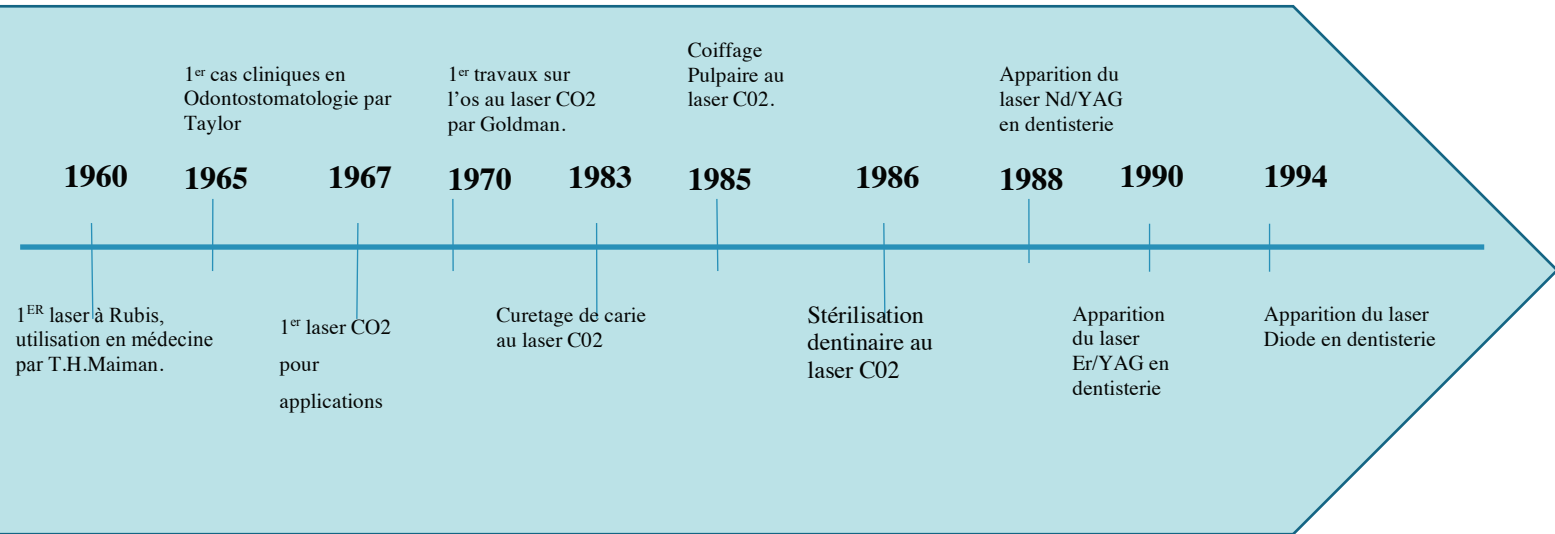 1er cas cliniques en
Odontostomatologie par
Taylor
1er travaux sur
l'os au laser CO2
par Goldman.
Coiffage
Pulpaire au
laser C02.
Apparition du
laser Nd/YAG
en dentisterie
1960 1965 1967 1970 1983 1985 1986 1988 1990 1994
1ER laser à Rubis,
utilisation en médecine
par T.H.Maiman.
1er laser CO2
pour
applications
Curetage de carie
au laser C02
Stérilisation
dentinaire au
laser C02
Apparition
du laser
Er/YAG en
dentisterie
Apparition du laser
Diode en dentisterie